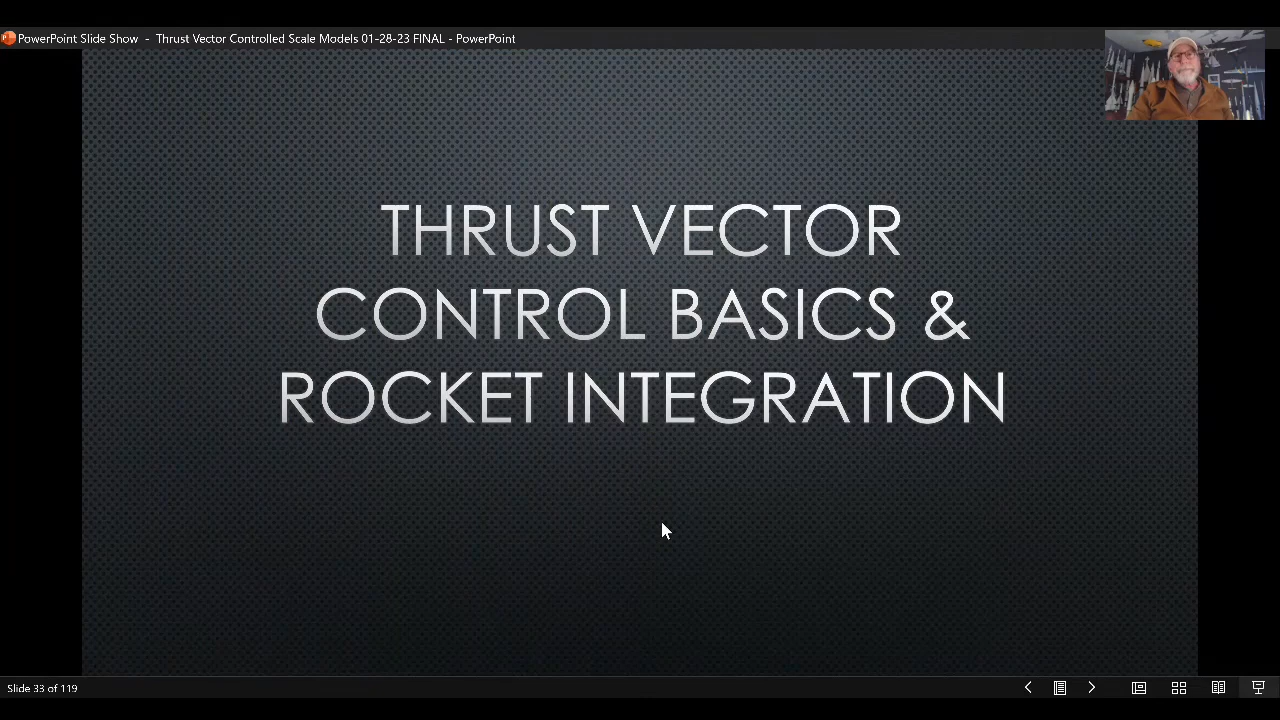 PowerPoint Slide Show - Thrust Vector Controlled Scale Models 01-28-23 FINAL - PowerPoint
THRUST VECTOR
CONTROL BASICS &
ROCKET INTEGRATION
Slide 33 of 119